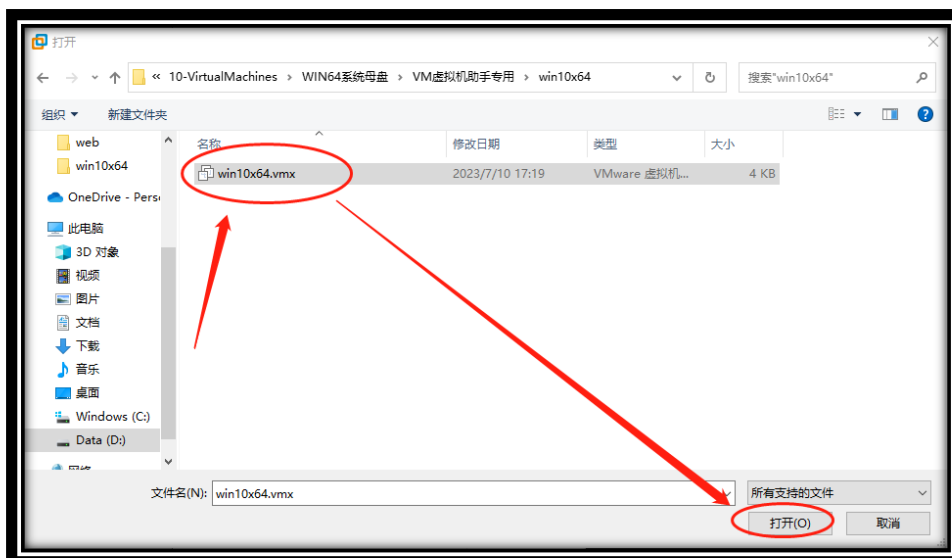 打开
« 10-VirtualMachines › WIN64系统母盘 › VM虚拟机助手专用 › win10x64
搜索"win10x64"
组织 新建文件夹
web
win10x64
OneDrive - Pers
此电脑
3D 对象
视频
图片
文档
下载
音乐
桌面
Windows (C:)
Data (D:)
名称 修改日期 类型 大小
win10x64.vmx 2023/7/10 17:19 VMware 虚拟机... 4 KB
文件名(N): win10x64.vmx 所有支持的文件
打开(O) 取消